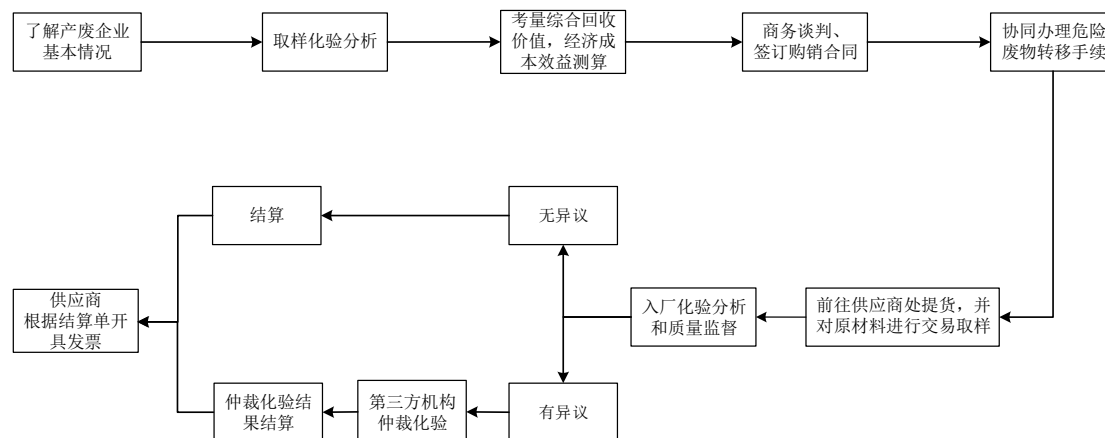 了解产废企业
基本情况
取样化验分析
考量综合回收
价值，经济成
本效益测算
商务谈判、
签订购销合同
协同办理危险
废物转移手续
前往供应商处提货，并
对原材料进行交易取样
入厂化验分析
和质量监督
无异议
结算
有异议
第三方机构
仲裁化验
仲裁化验结
果结算
供应商
根据结算单开
具发票